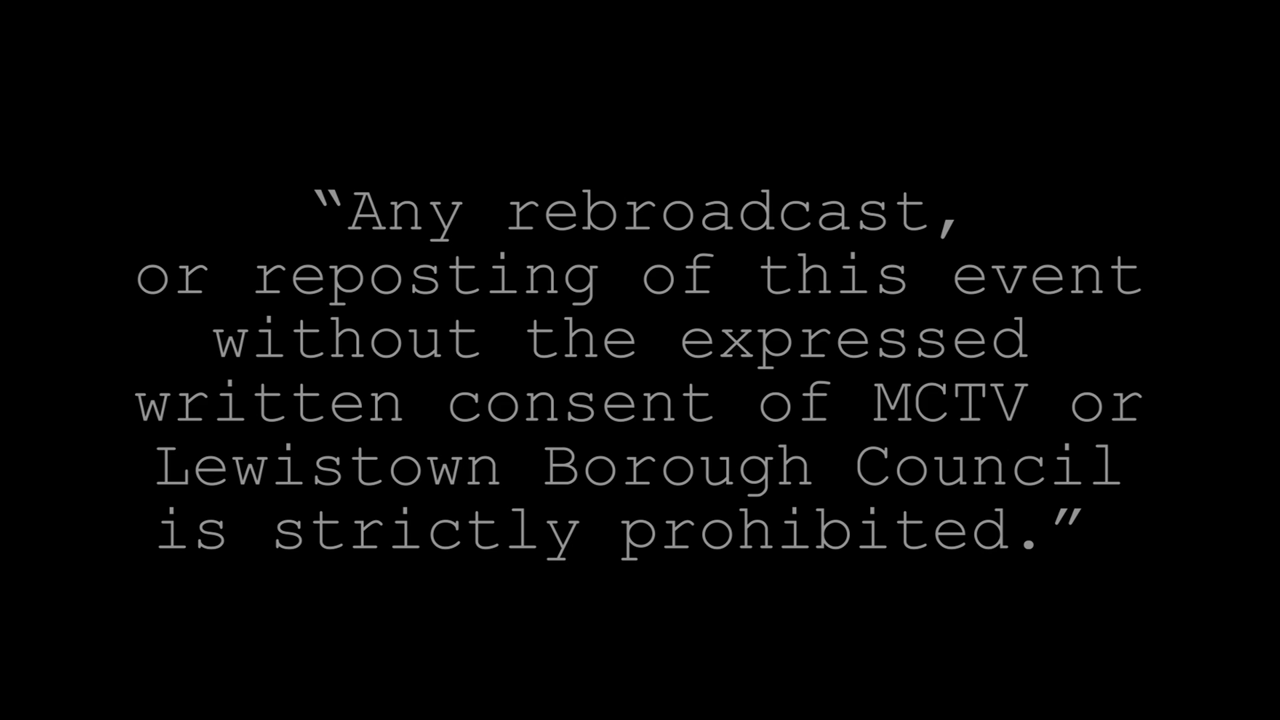 “Any rebroadcast,
or reposting of this event
without the expressed
written consent of MCTV or
Lewistown Borough Council
is strictly prohibited.”